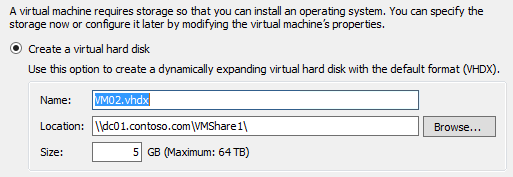 A virtual machine requires storage so that you can install an operating system. You can specify the
storage now or configure it later by modifying the virtual machine's properties.
Create a virtual hard disk
Use this option to create a dynamically expanding virtual hard disk with the default format (VHDX).
Name: VM02.vhdx
Location: \\dc01.contoso.com\VMShare1\ Browse...
Size: 5 GB (Maximum: 64 TB)